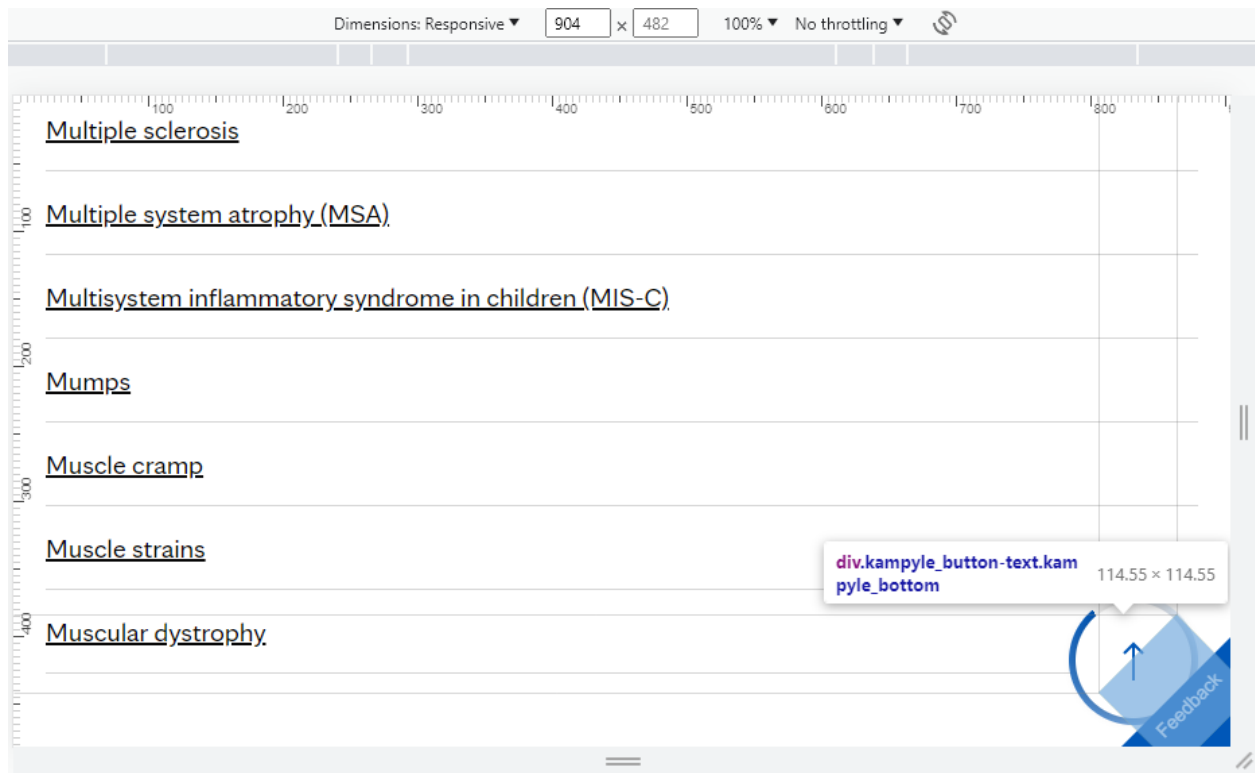 Dimensions: Responsive ▼ 904 × 482 100% ▼ No throttling ▼
100 200 300 400 500 600 700 800
Multiple sclerosis
100
Multiple system atrophy (MSA)
Multisystem inflammatory syndrome in children (MIS-C)
200
Mumps
Muscle cramp
300
Muscle strains
div.kampyle_button-text.kam
pyle_bottom
114.55 × 114.55
400
Muscular dystrophy
Feedback